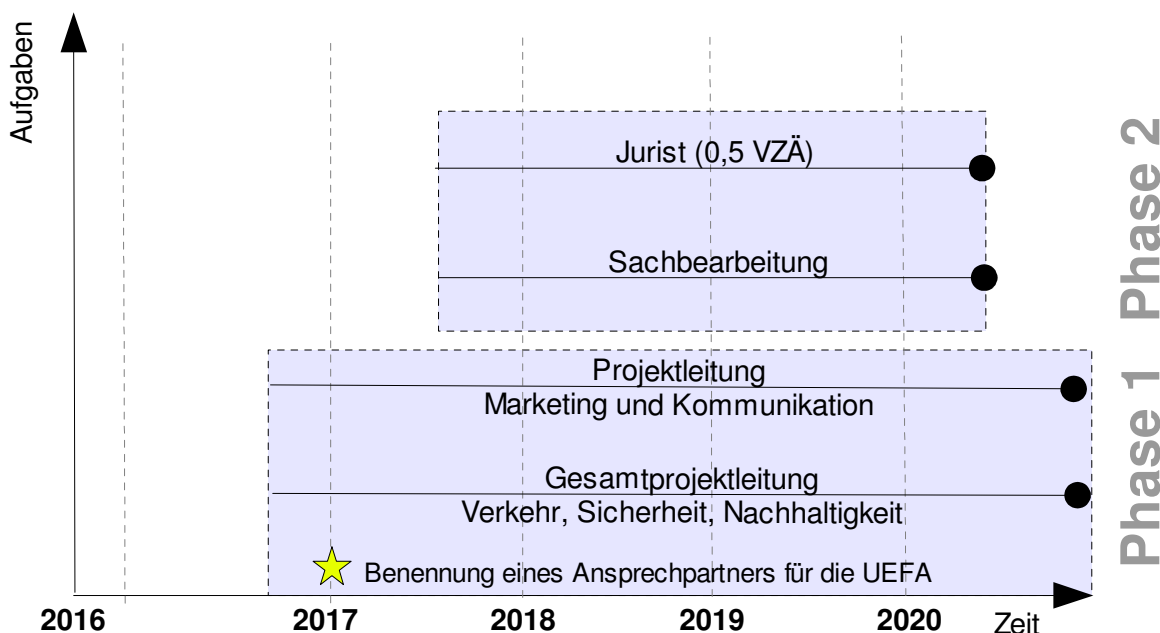 Aufgaben
Phase 2
Jurist (0,5 VZÄ)
Sachbearbeitung
Phase 1
Projektleitung
Marketing und Kommunikation
Gesamtprojektleitung
Verkehr, Sicherheit, Nachhaltigkeit
Benennung eines Ansprechpartners für die UEFA
2016 2017 2018 2019 2020 Zeit